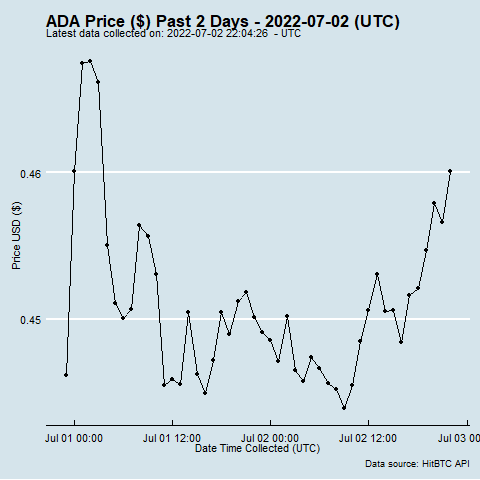 ADA Price ($) Past 2 Days - 2022-07-02 (UTC)
Latest data collected on: 2022-07-02 22:04:26 - UTC
0.46
Price USD ($)
0.45
Jul 01 00:00 Jul 01 12:00 Jul 02 00:00 Jul 02 12:00 Jul 03 00
Date Time Collected (UTC)
Data source: HitBTC API